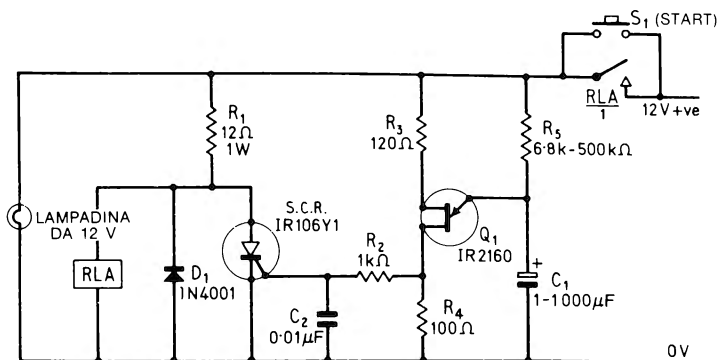 S₁ (START)
RLA
1
12V+ve
R₁
12Ω
1W
R₃
120Ω
R₅
6.8k-500kΩ
LAMPADINA
DA 12 V
RLA
D₁
1N4001
S.C.R.
IR106Y1
R₂
1kΩ
Q₁
IR2160
C₂
0·01µF
R₄
100Ω
+
C₁
1-1000µF
0V